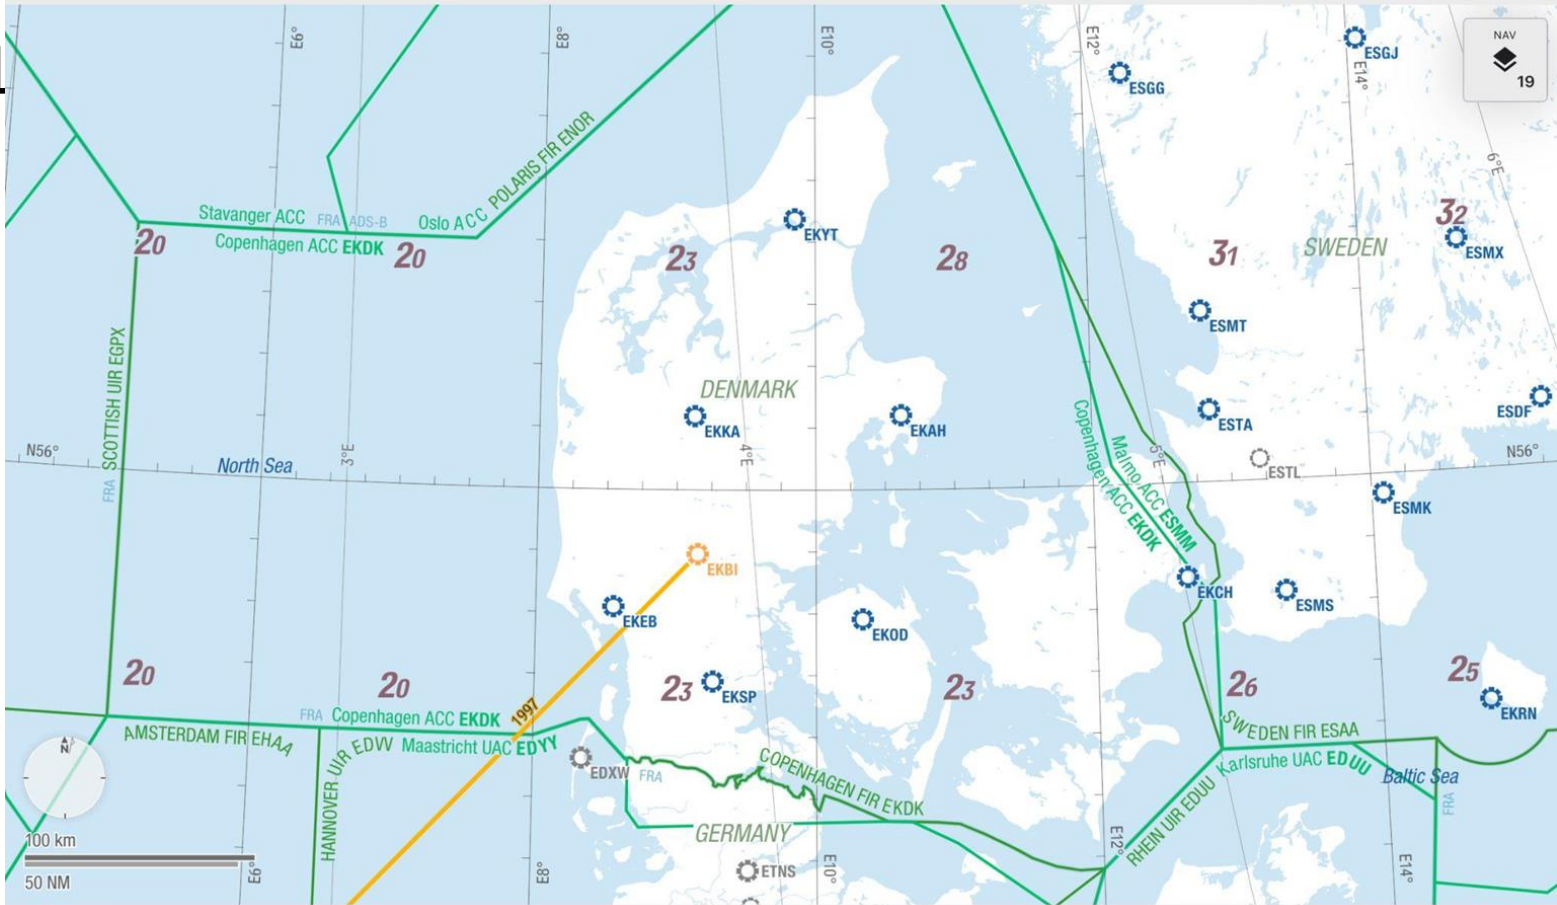 E6°
E8°
E10°
E12°
E14°
ESGJ
NAV
19
ESGG
6°E
POLARIS FIR ENOR
Stavanger ACC
FRA
ADS-B
Oslo ACC
Copenhagen ACC EKDK
20
20
23
EKYT
28
31
SWEDEN
32
ESMX
ESMT
SCOTTISH UIR EGPX
FRA
DENMARK
EKKA
EKAH
ESTA
ESDF
N56°
North Sea
3°E
4°E
5°E
ESTL
N56°
Malmo ACC ESMM
Copenhagen ACC EKDK
ESMK
EKBI
EKEB
EKOD
EKCH
ESMS
20
20
23
EKSP
23
26
25
EKRN
1997
FRA
Copenhagen ACC EKDK
AMSTERDAM FIR EHAA
HANNOVER UIR EDVV
Maastricht UAC EDYY
EDXW
FRA
COPENHAGEN FIR EKDK
SWEDEN FIR ESAA
Karlsruhe UAC EDUU
Baltic Sea
FRA
RHEIN UIR EDUU
GERMANY
ETNS
N
100 km
50 NM
E6°
E8°
E10°
E12°
E14°